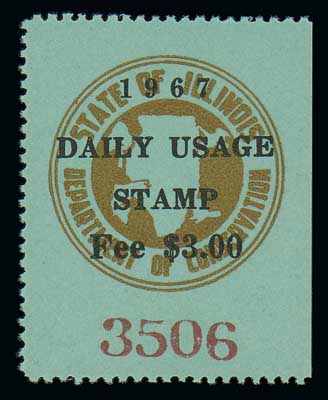 1967
STATE OF ILLINOIS
DAILY USAGE
STAMP
Fee $3.00
DEPARTMENT OF CONSERVATION
3506